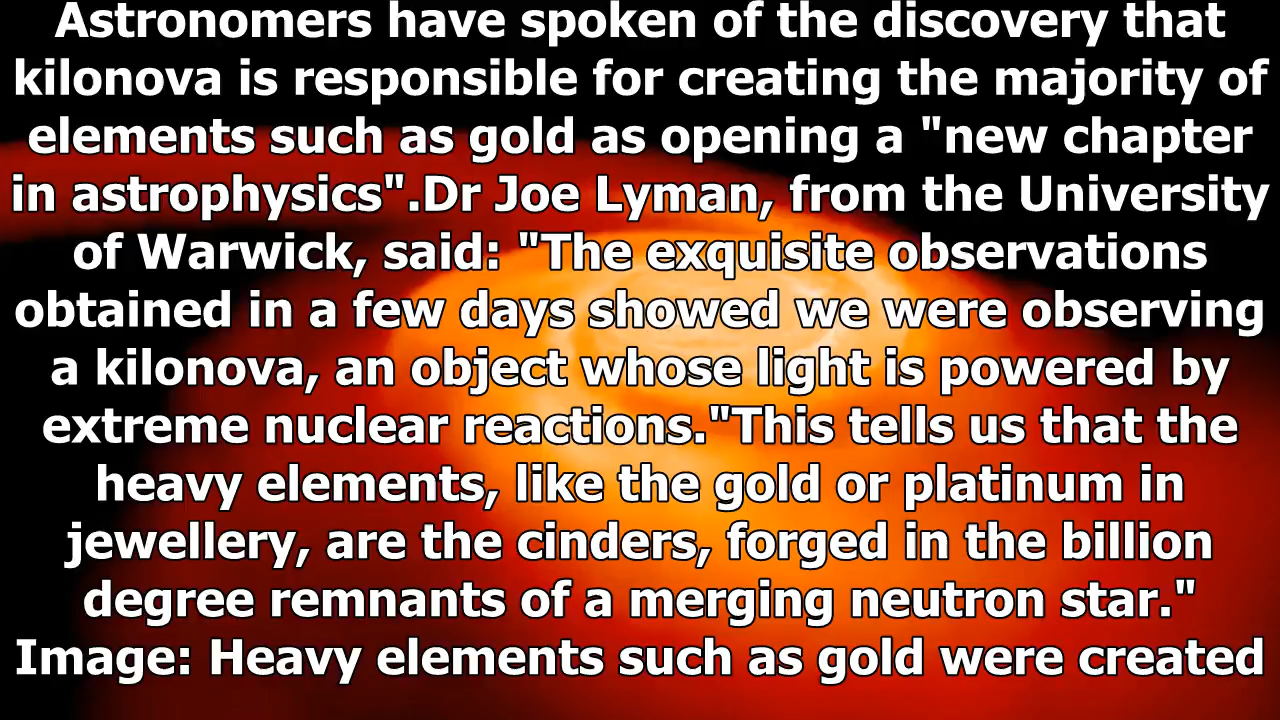 Astronomers have spoken of the discovery that
kilonova is responsible for creating the majority of
elements such as gold as opening a "new chapter
in astrophysics".Dr Joe Lyman, from the University
of Warwick, said: "The exquisite observations
obtained in a few days showed we were observing
a kilonova, an object whose light is powered by
extreme nuclear reactions."This tells us that the
heavy elements, like the gold or platinum in
jewellery, are the cinders, forged in the billion
degree remnants of a merging neutron star."
Image: Heavy elements such as gold were created